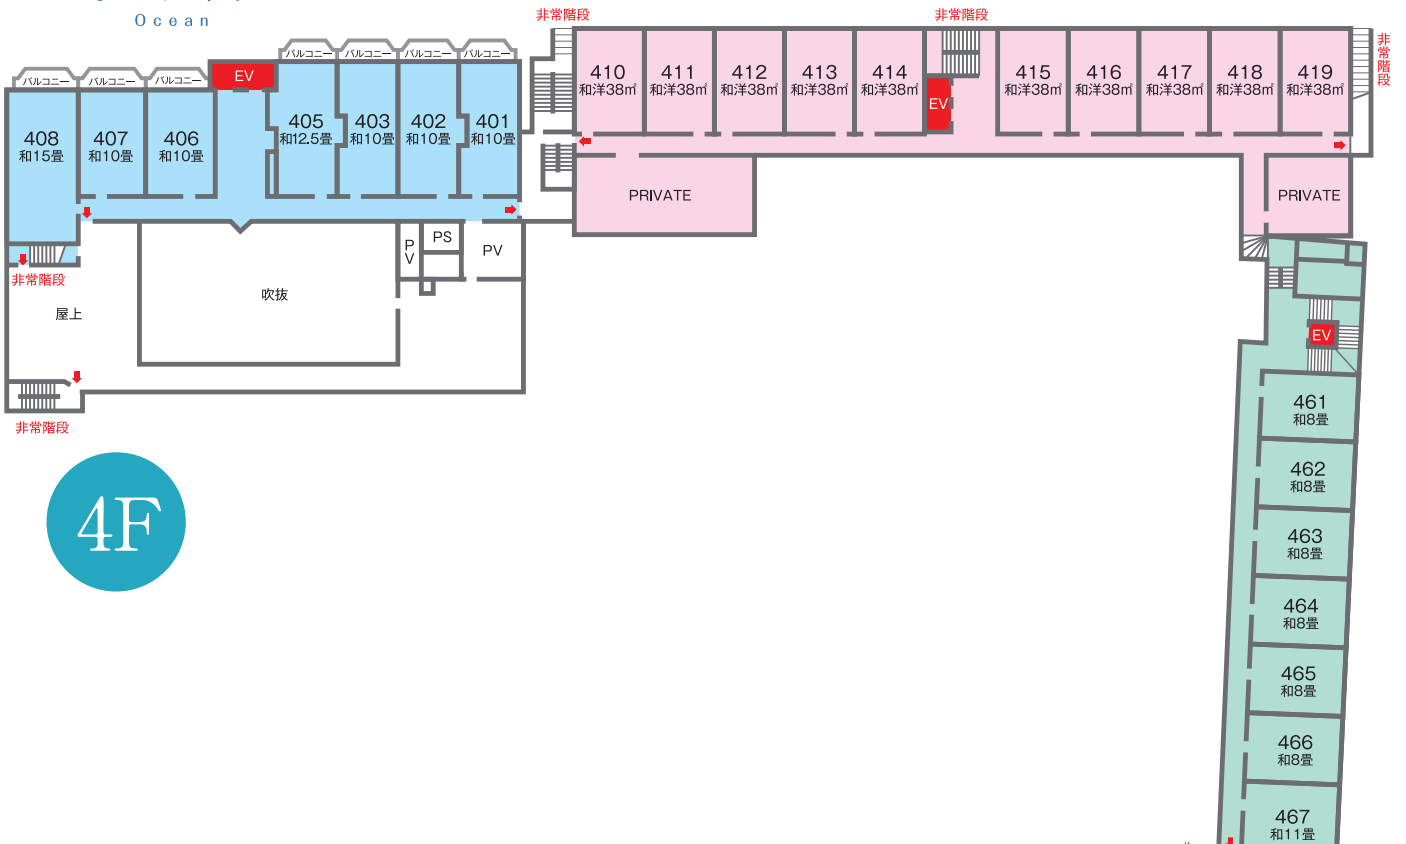 Ocean
非常階段
非常階段
非常階段
バルコニー
バルコニー
バルコニー
バルコニー
バルコニー
バルコニー
バルコニー
EV
408
和15畳
407
和10畳
406
和10畳
405
和12.5畳
403
和10畳
402
和10畳
401
和10畳
410
和洋38㎡
411
和洋38㎡
412
和洋38㎡
413
和洋38㎡
414
和洋38㎡
EV
415
和洋38㎡
416
和洋38㎡
417
和洋38㎡
418
和洋38㎡
419
和洋38㎡
PRIVATE
PRIVATE
PV
PS
PV
非常階段
屋上
吹抜
非常階段
EV
461
和8畳
462
和8畳
463
和8畳
464
和8畳
465
和8畳
466
和8畳
467
和11畳
4F